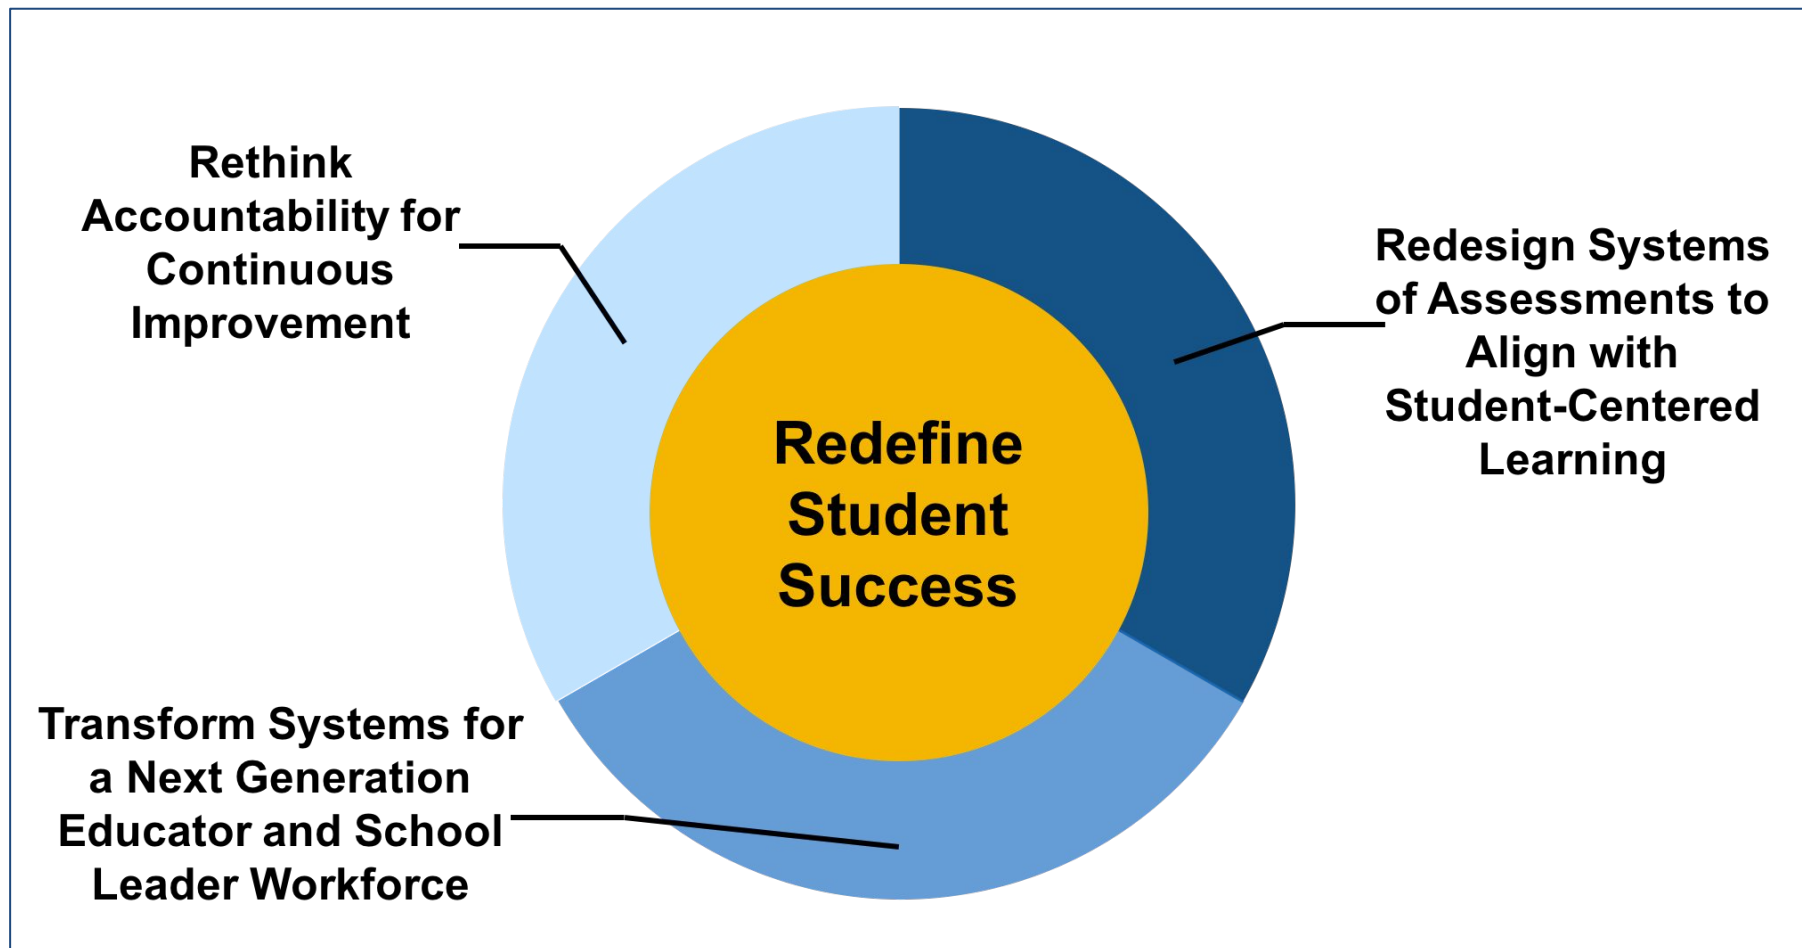 Rethink
Accountability for
Continuous
Improvement
Redesign Systems
of Assessments to
Align with
Student-Centered
Learning
Redefine
Student
Success
Transform Systems for
a Next Generation
Educator and School
Leader Workforce